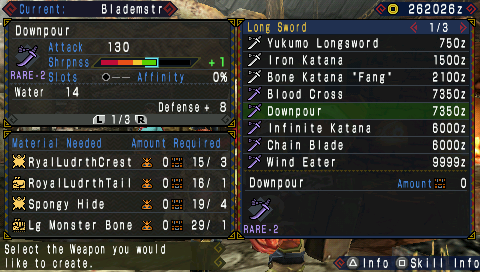 Current: Blademstr
262026z
Downpour
Attack 130
Shrpnss +1
RARE-2 Slots Affinity 0%
Water 14
Defense+ 8
L 1/3 R
Material Needed Amount Required
RyalLudrthCrest 0 15/ 3
RoyalLudrthTail 0 18/ 1
Spongy Hide 0 19/ 4
Lg Monster Bone 0 29/ 1
Select the Weapon you would
like to create.
Long Sword 1/3
Yukumo Longsword 750z
Iron Katana 1500z
Bone Katana "Fang" 2100z
Blood Cross 7350z
Downpour 7350z
Infinite Katana 6000z
Chain Blade 6000z
Wind Eater 9999z
Downpour Amount 0
RARE-2
Info Skill Info